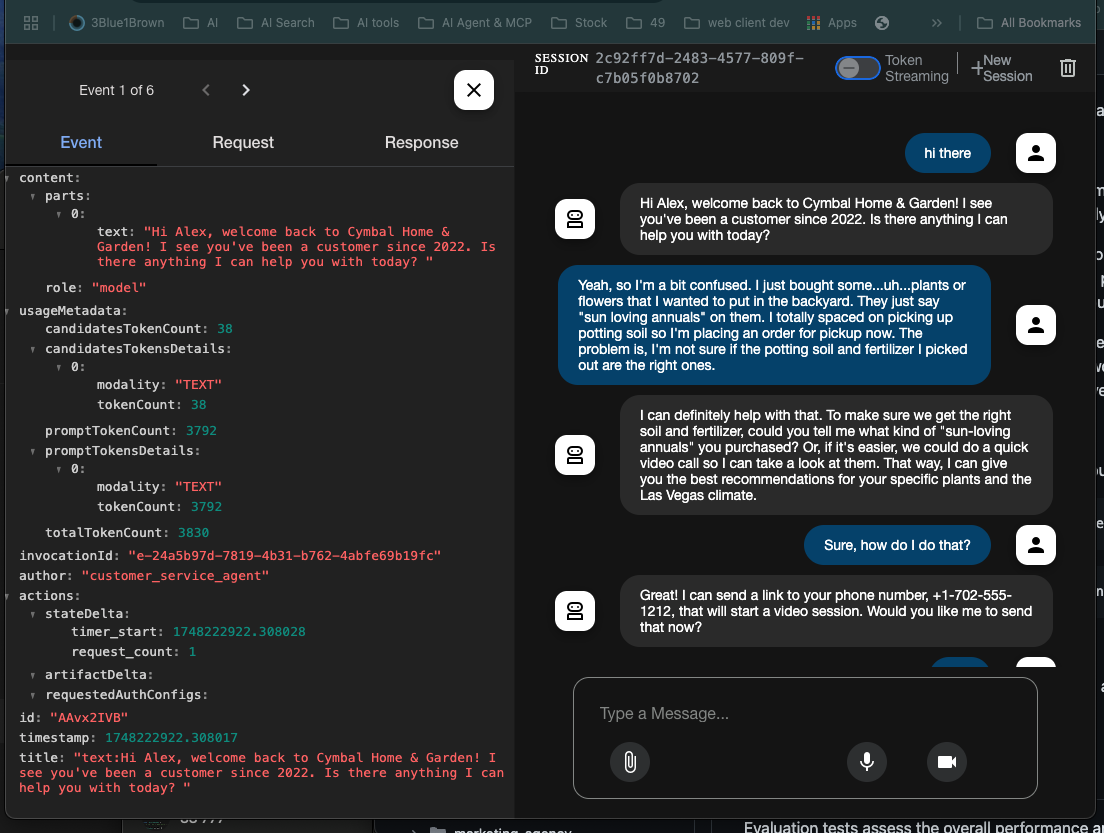 3Blue1Brown AI AI Search AI tools AI Agent & MCP Stock 49 web client dev Apps » All Bookmarks
Event 1 of 6
Event Request Response
content:
parts:
0:
text: "Hi Alex, welcome back to Cymbal Home &
Garden! I see you've been a customer since 2022. Is
there anything I can help you with today? "
role: "model"
usageMetadata:
candidatesTokenCount: 38
candidatesTokensDetails:
0:
modality: "TEXT"
tokenCount: 38
promptTokenCount: 3792
promptTokensDetails:
0:
modality: "TEXT"
tokenCount: 3792
totalTokenCount: 3830
invocationId: "e-24a5b97d-7819-4b31-b762-4abfe69b19fc"
author: "customer_service_agent"
actions:
stateDelta:
timer_start: 1748222922.308028
request_count: 1
artifactDelta:
requestedAuthConfigs:
id: "AAvx2IVB"
timestamp: 1748222922.308017
title: "text:Hi Alex, welcome back to Cymbal Home & Garden! I
see you've been a customer since 2022. Is there anything I can
help you with today? "
SESSION
ID
2c92ff7d-2483-4577-809f-
c7b05f0b8702
Token
Streaming
New
Session
hi there
Hi Alex, welcome back to Cymbal Home & Garden! I see
you've been a customer since 2022. Is there anything I can
help you with today?
Yeah, so I'm a bit confused. I just bought some...uh...plants or
flowers that I wanted to put in the backyard. They just say
"sun loving annuals" on them. I totally spaced on picking up
potting soil so I'm placing an order for pickup now. The
problem is, I'm not sure if the potting soil and fertilizer I picked
out are the right ones.
I can definitely help with that. To make sure we get the right
soil and fertilizer, could you tell me what kind of "sun-loving
annuals" you purchased? Or, if it's easier, we could do a quick
video call so I can take a look at them. That way, I can give
you the best recommendations for your specific plants and the
Las Vegas climate.
Sure, how do I do that?
Great! I can send a link to your phone number, +1-702-555-
1212, that will start a video session. Would you like me to send
that now?
Type a Message...
marketing_agency
Evaluation tests assess the overall performance a